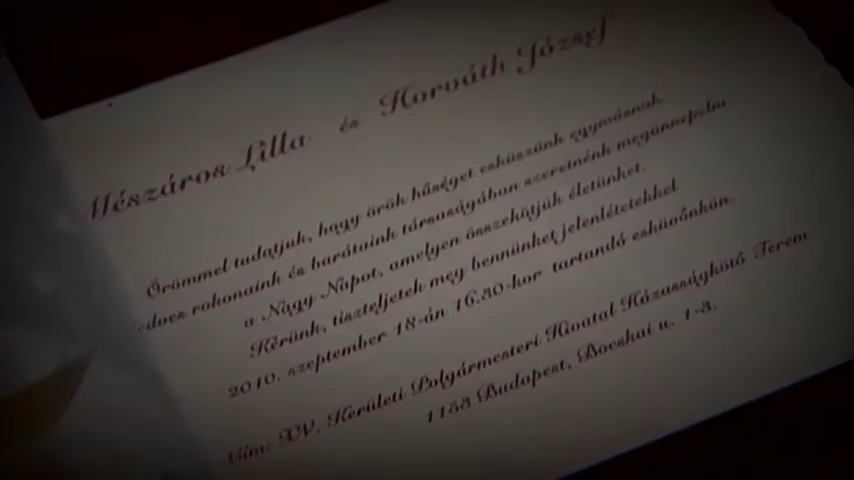 Mészáros Lilla és Horváth József
Örömmel tudatjuk, hogy örök hűséget esküszünk egymásnak.
Kedves rokonaink és barátaink társaságában szeretnénk megünnepelni
a Nagy Napot, amelyen összekötjük életünket.
Kérünk, tiszteljetek meg bennünket jelenlétetekkel
2010. szeptember 18-án 16.30-kor tartandó esküvőnkön.
Cím: XV. Kerületi Polgármesteri Hivatal Házasságkötő Terem
Budapest, Bocskai u. 1-3.